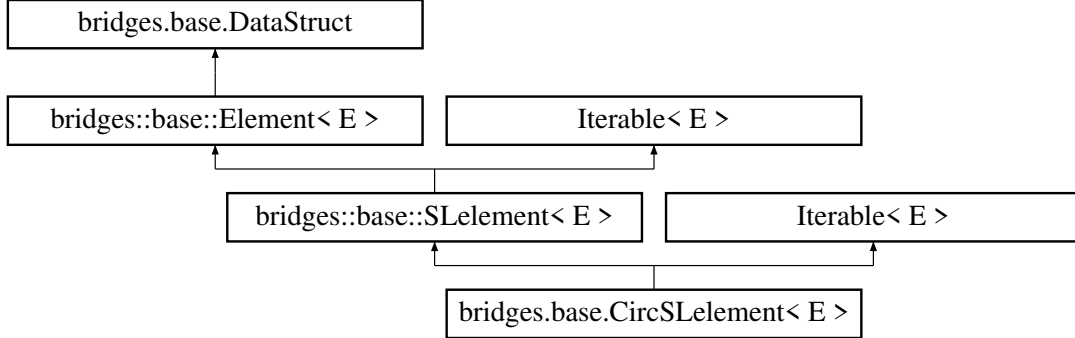 bridges.base.DataStruct
bridges::base::Element< E >
Iterable< E >
bridges::base::SLelement< E >
Iterable< E >
bridges.base.CircSLelement< E >